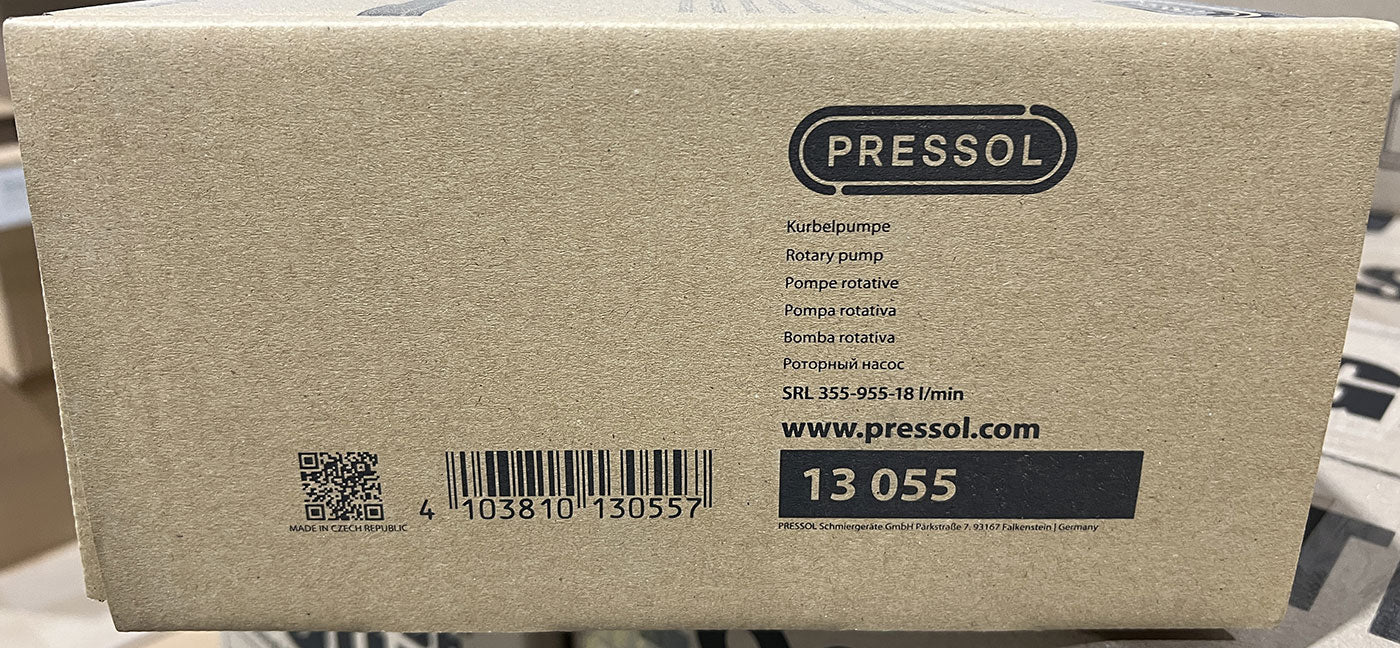 PRESSOL
Kurbelpumpe
Rotary pump
Pompe rotative
Pompa rotativa
Bomba rotativa
Роторный насос
SRL 355-955-18 l/min
www.pressol.com
13 055
PRESSOL Schmiergeräte GmbH Parkstraße 7, 93167 Falkenstein | Germany
MADE IN CZECH REPUBLIC
4 103810 130557